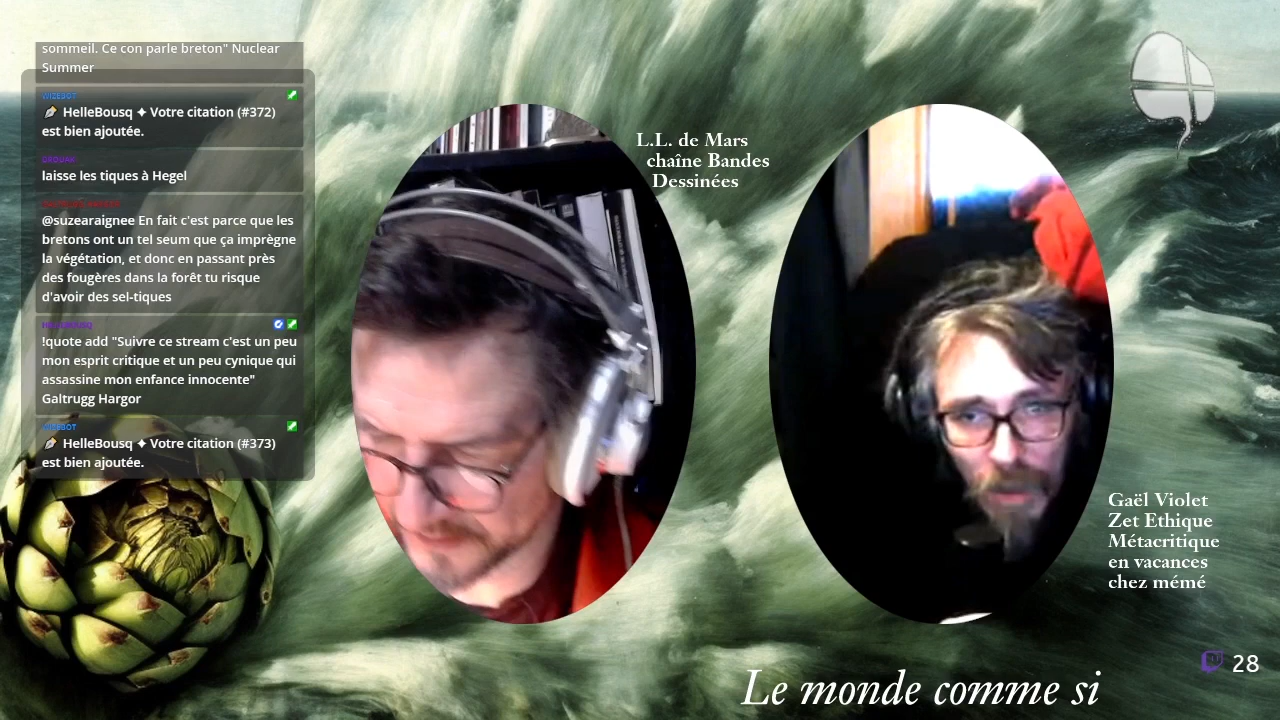 sommeil. Ce con parle breton" Nuclear
Summer
WIZEBOT
HelleBousq ✦ Votre citation (#372)
est bien ajoutée.
laisse les tiques à Hegel
@suzearaignee En fait c'est parce que les
bretons ont un tel seum que ça imprègne
la végétation, et donc en passant près
des fougères dans la forêt tu risque
d'avoir des sel-tiques
HELLEBOUSQ
!quote add "Suivre ce stream c'est un peu
mon esprit critique et un peu cynique qui
assassine mon enfance innocente"
Galtrugg Hargor
WIZEBOT
HelleBousq ✦ Votre citation (#373)
est bien ajoutée.
L.L. de Mars
chaîne Bandes
Dessinées
Gaël Violet
Zet Ethique
Métacritique
en vacances
chez mémé
28
Le monde comme si